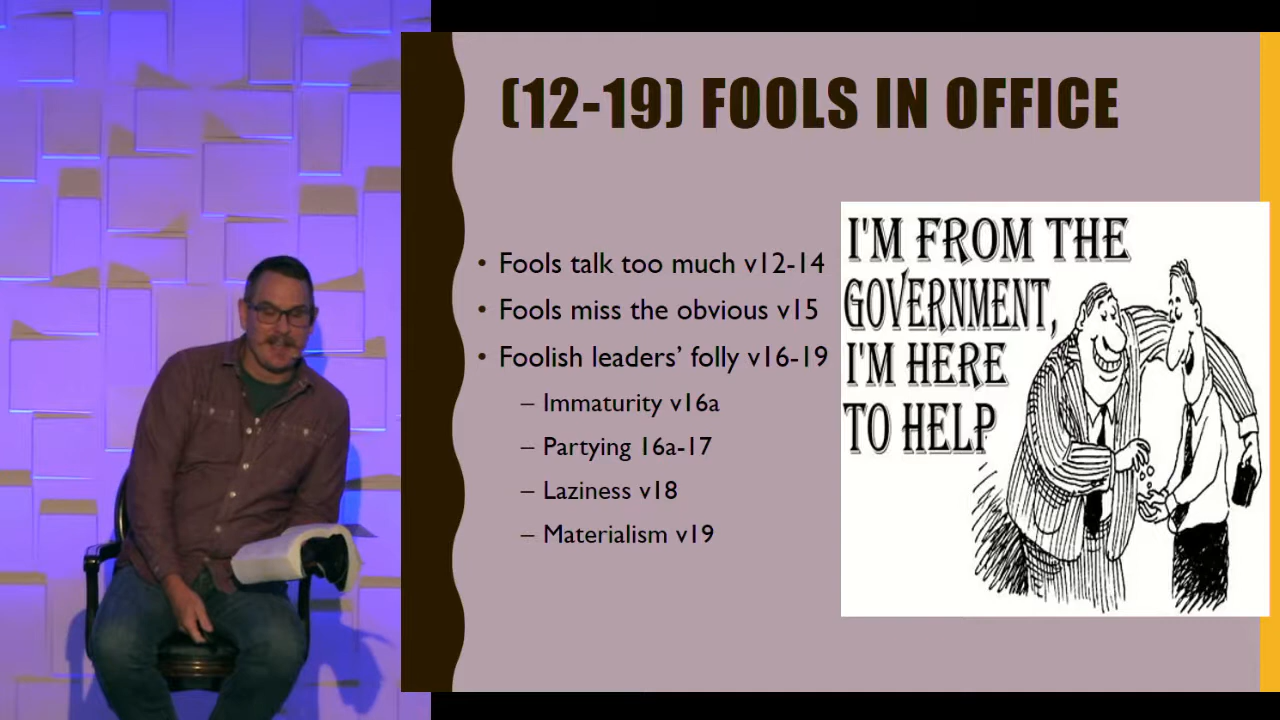 (12-19) FOOLS IN OFFICE
• Fools talk too much v12-14
• Fools miss the obvious v15
• Foolish leaders’ folly v16-19
– Immaturity v16a
– Partying 16a-17
– Laziness v18
– Materialism v19
I'M FROM THE
GOVERNMENT,
I'M HERE
TO HELP